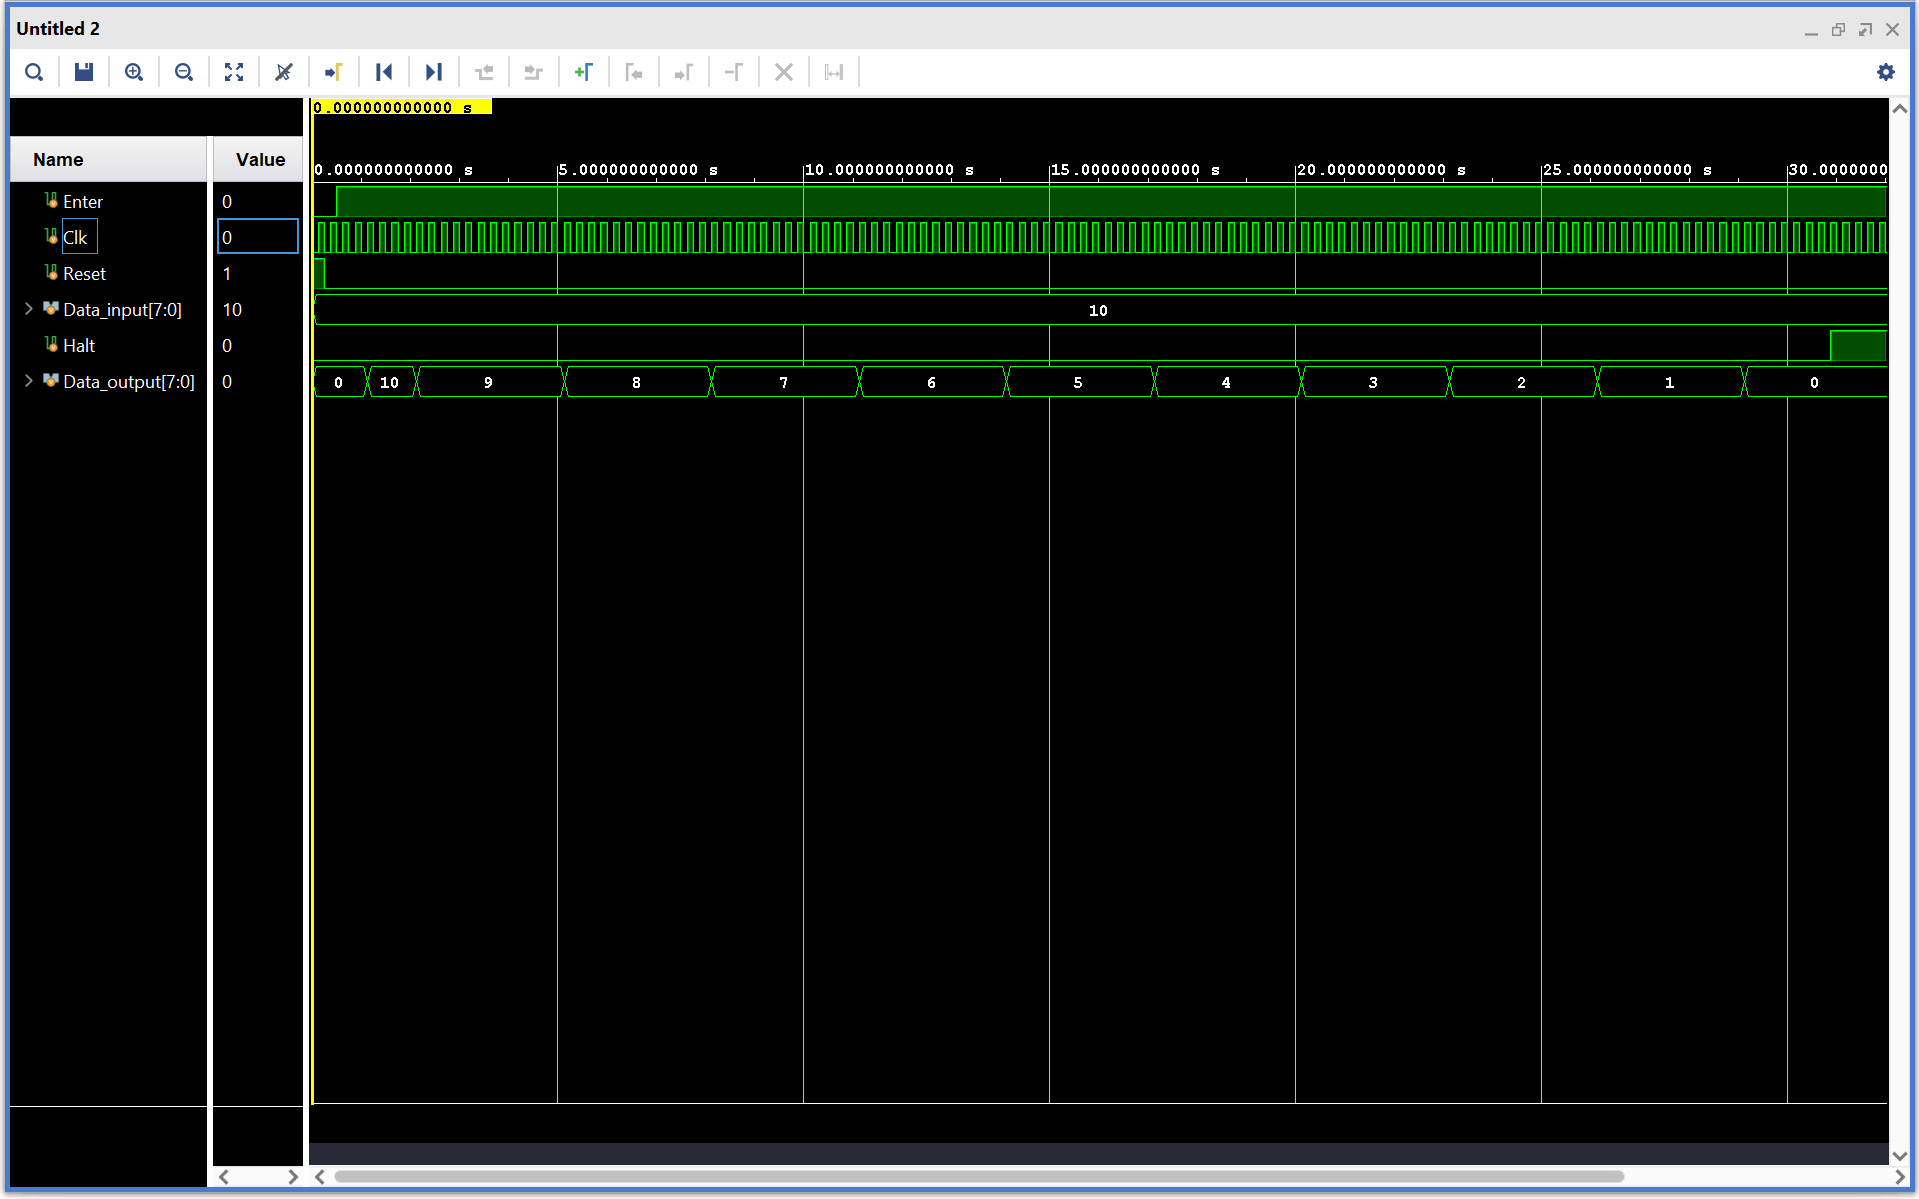 Untitled 2
0.000000000000 s
Name Value
0.000000000000 s 5.000000000000 s 10.000000000000 s 15.000000000000 s 20.000000000000 s 25.000000000000 s 30.0000000
Enter 0
Clk 0
Reset 1
Data_input[7:0] 10 10
Halt 0
Data_output[7:0] 0 0 10 9 8 7 6 5 4 3 2 1 0